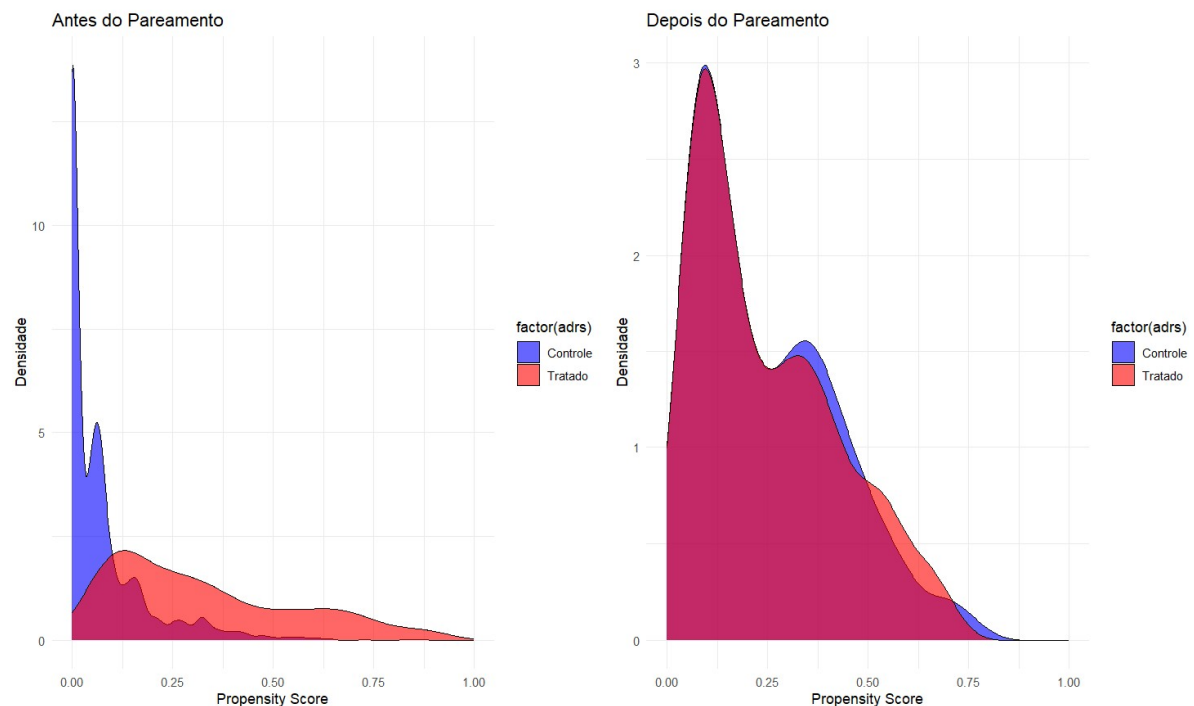 Antes do Pareamento
Densidade
10
5
0
0.00 0.25 0.50 0.75 1.00
Propensity Score
factor(adrs)
Controle
Tratado
Depois do Pareamento
Densidade
3
2
1
0
0.00 0.25 0.50 0.75 1.00
Propensity Score
factor(adrs)
Controle
Tratado